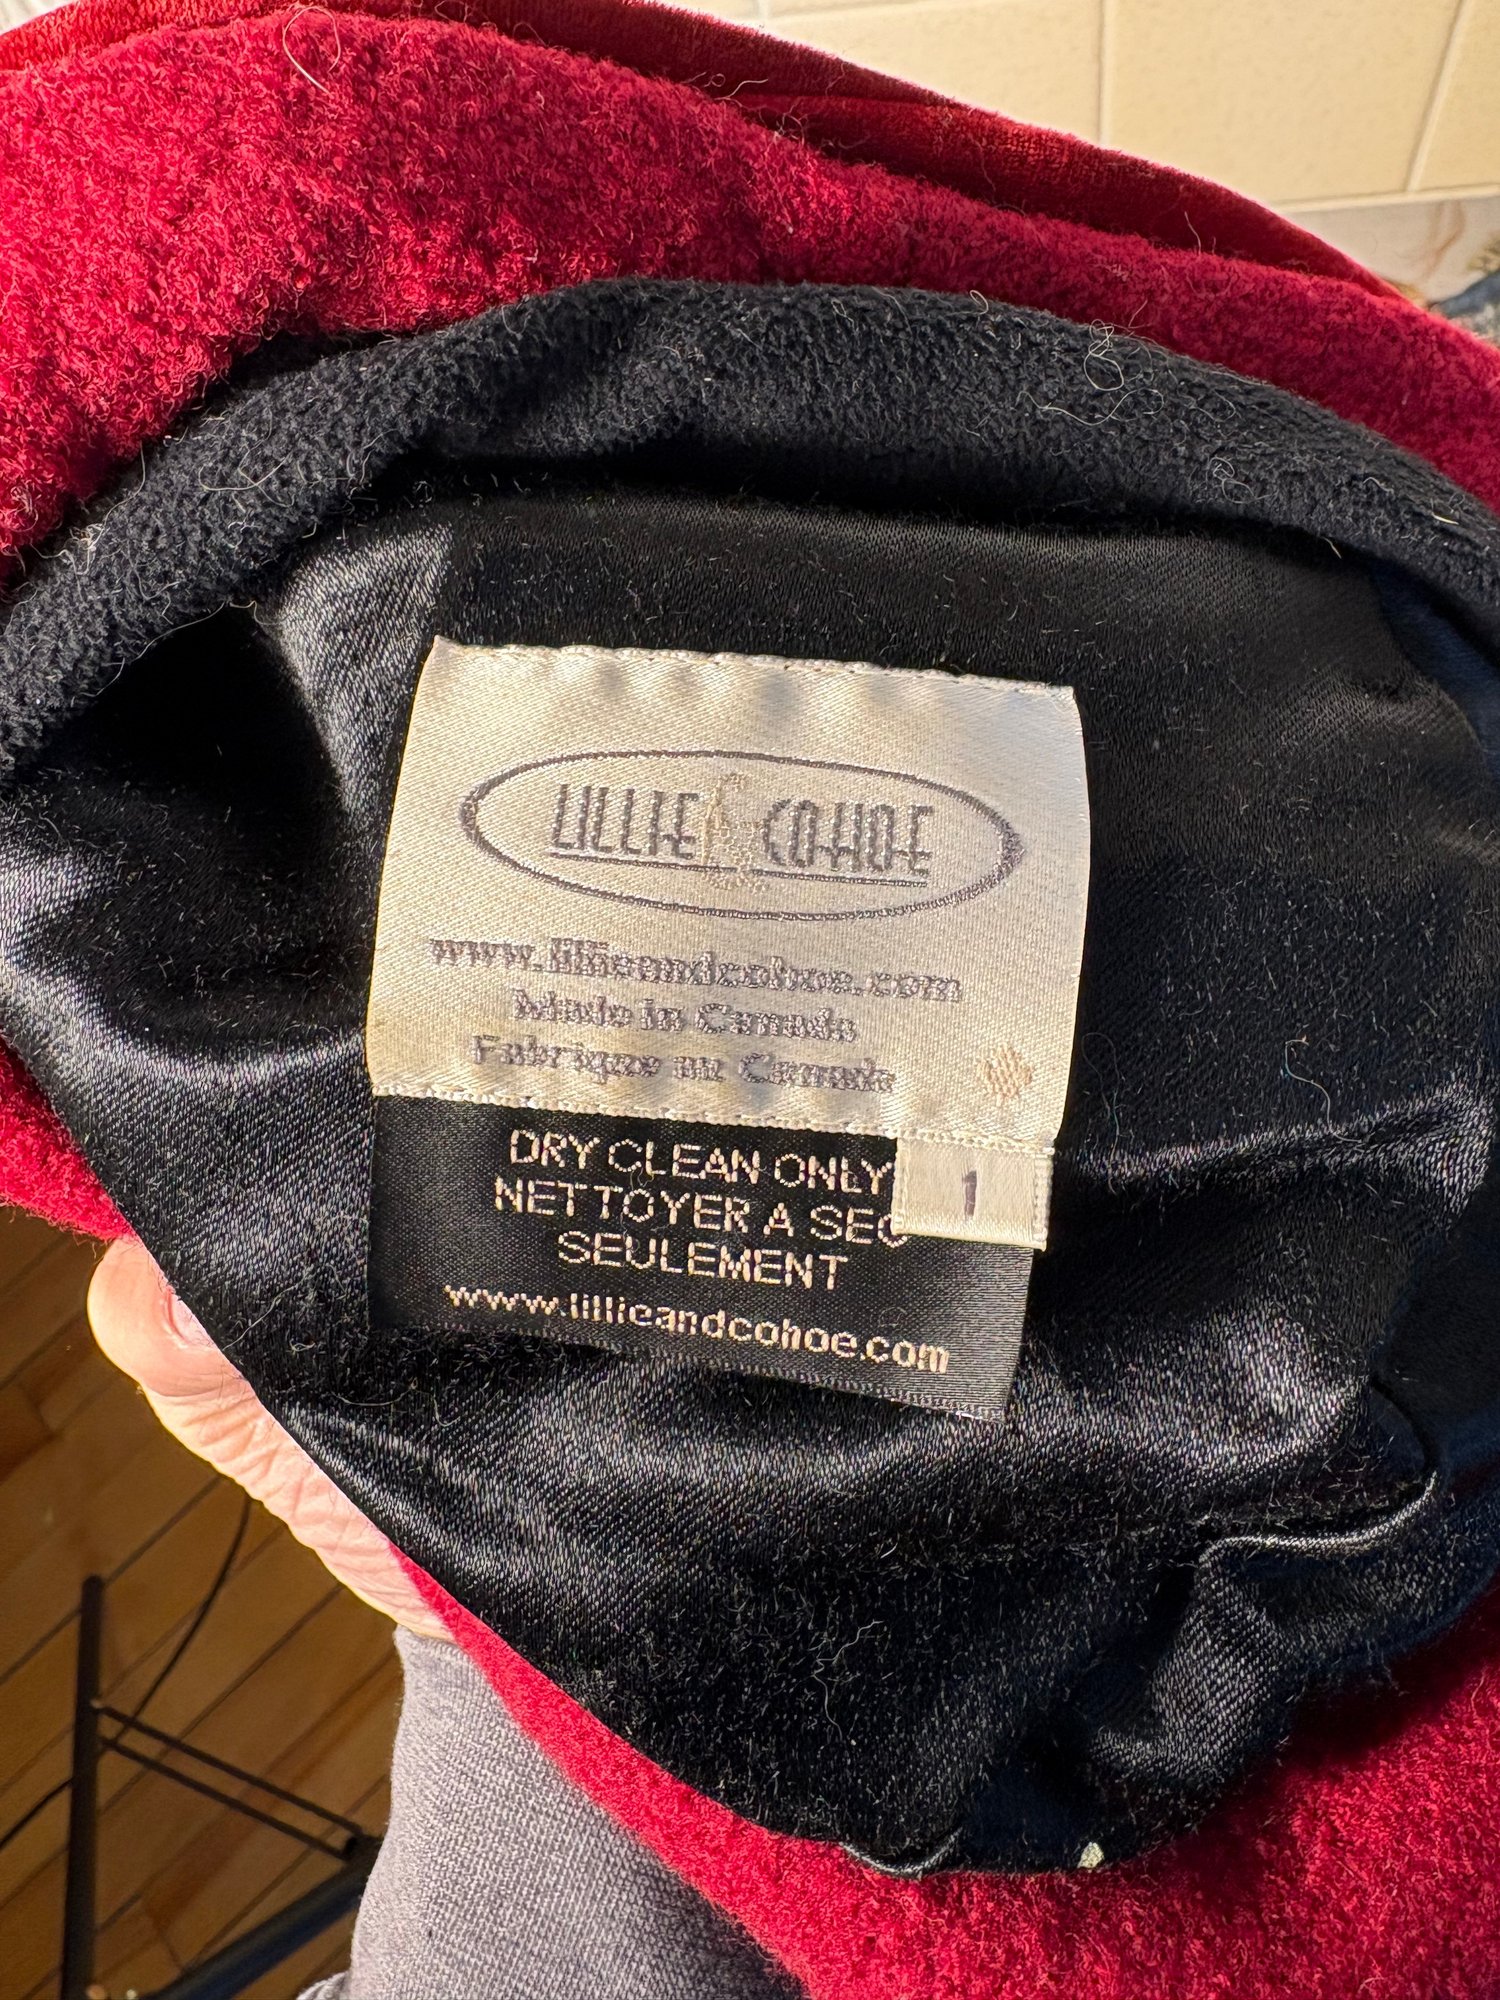 LILLIE & COHOE
www.lillieandcohoe.com
Made in Canada
Fabriqué au Canada
DRY CLEAN ONLY
NETTOYER A SEC
SEULEMENT
www.lillieandcohoe.com
1